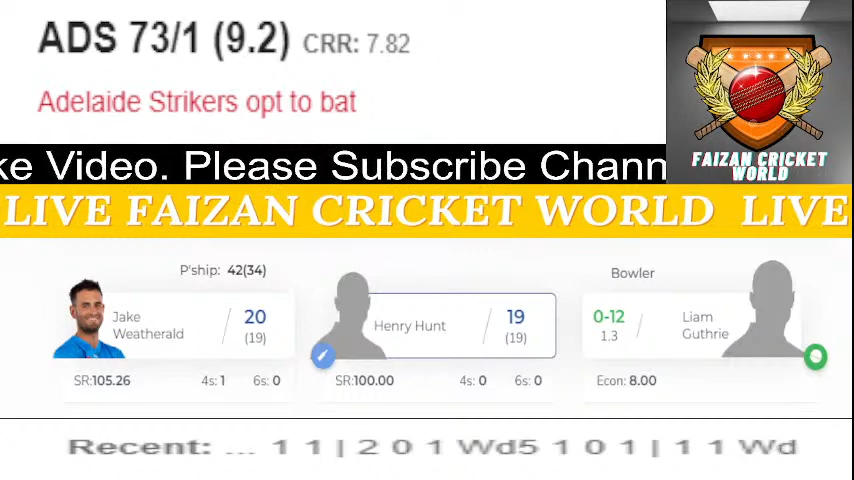 ADS 73/1 (9.2) CRR: 7.82
Adelaide Strikers opt to bat
ke Video. Please Subscribe Chann
FAIZAN CRICKET
WORLD
LIVE FAIZAN CRICKET WORLD LIVE
P'ship: 42(34)
Bowler
Jake
Weatherald
20
(19)
Henry Hunt
19
(19)
0-12
1.3
Liam
Guthrie
SR:105.26 4s: 1 6s: 0
SR:100.00 4s: 0 6s: 0
Econ: 8.00
Recent: ... 1 1 | 2 0 1 Wd5 1 0 1 | 1 1 Wd